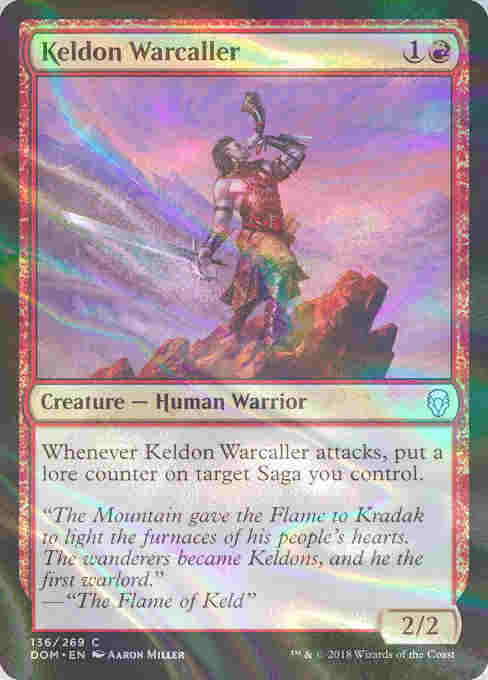 Keldon Warcaller 1
Creature — Human Warrior
Whenever Keldon Warcaller attacks, put a
lore counter on target Saga you control.
“The Mountain gave the Flame to Kradak
to light the furnaces of his people’s hearts.
The wanderers became Keldons, and he the
first warlord.”
—“The Flame of Keld”
2/2
136/269 C
DOM • EN Aaron Miller
™ & © 2018 Wizards of the Coast